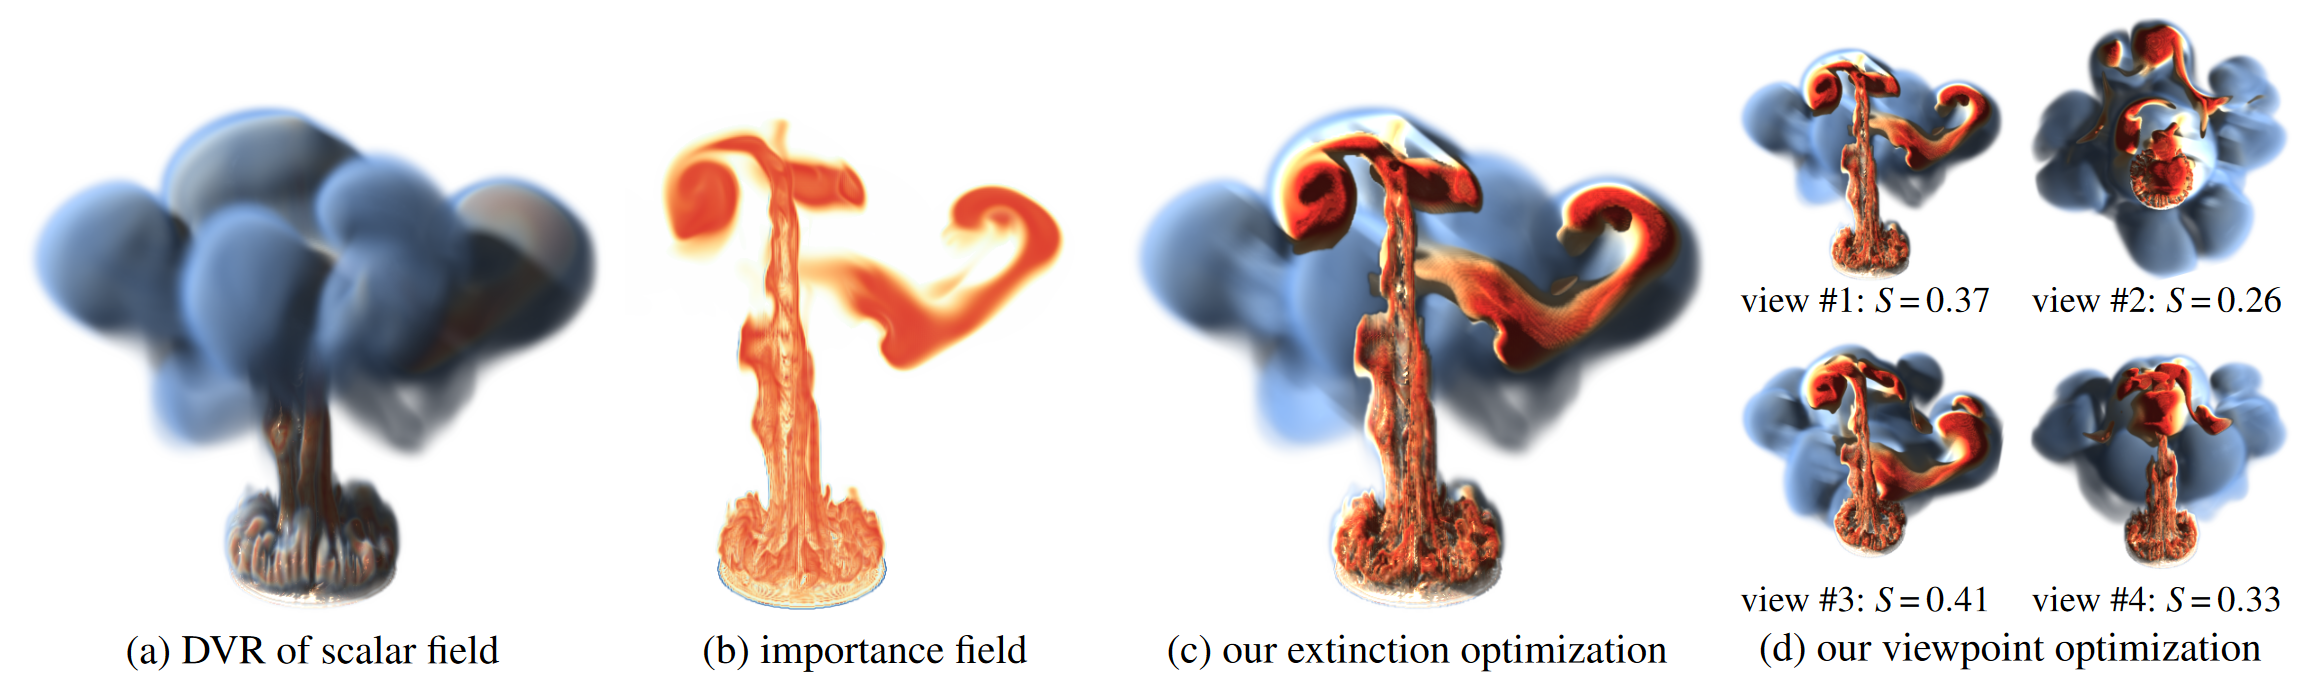 view #1: S = 0.37
view #2: S = 0.26
view #3: S = 0.41
view #4: S = 0.33
(a) DVR of scalar field
(b) importance field
(c) our extinction optimization
(d) our viewpoint optimization